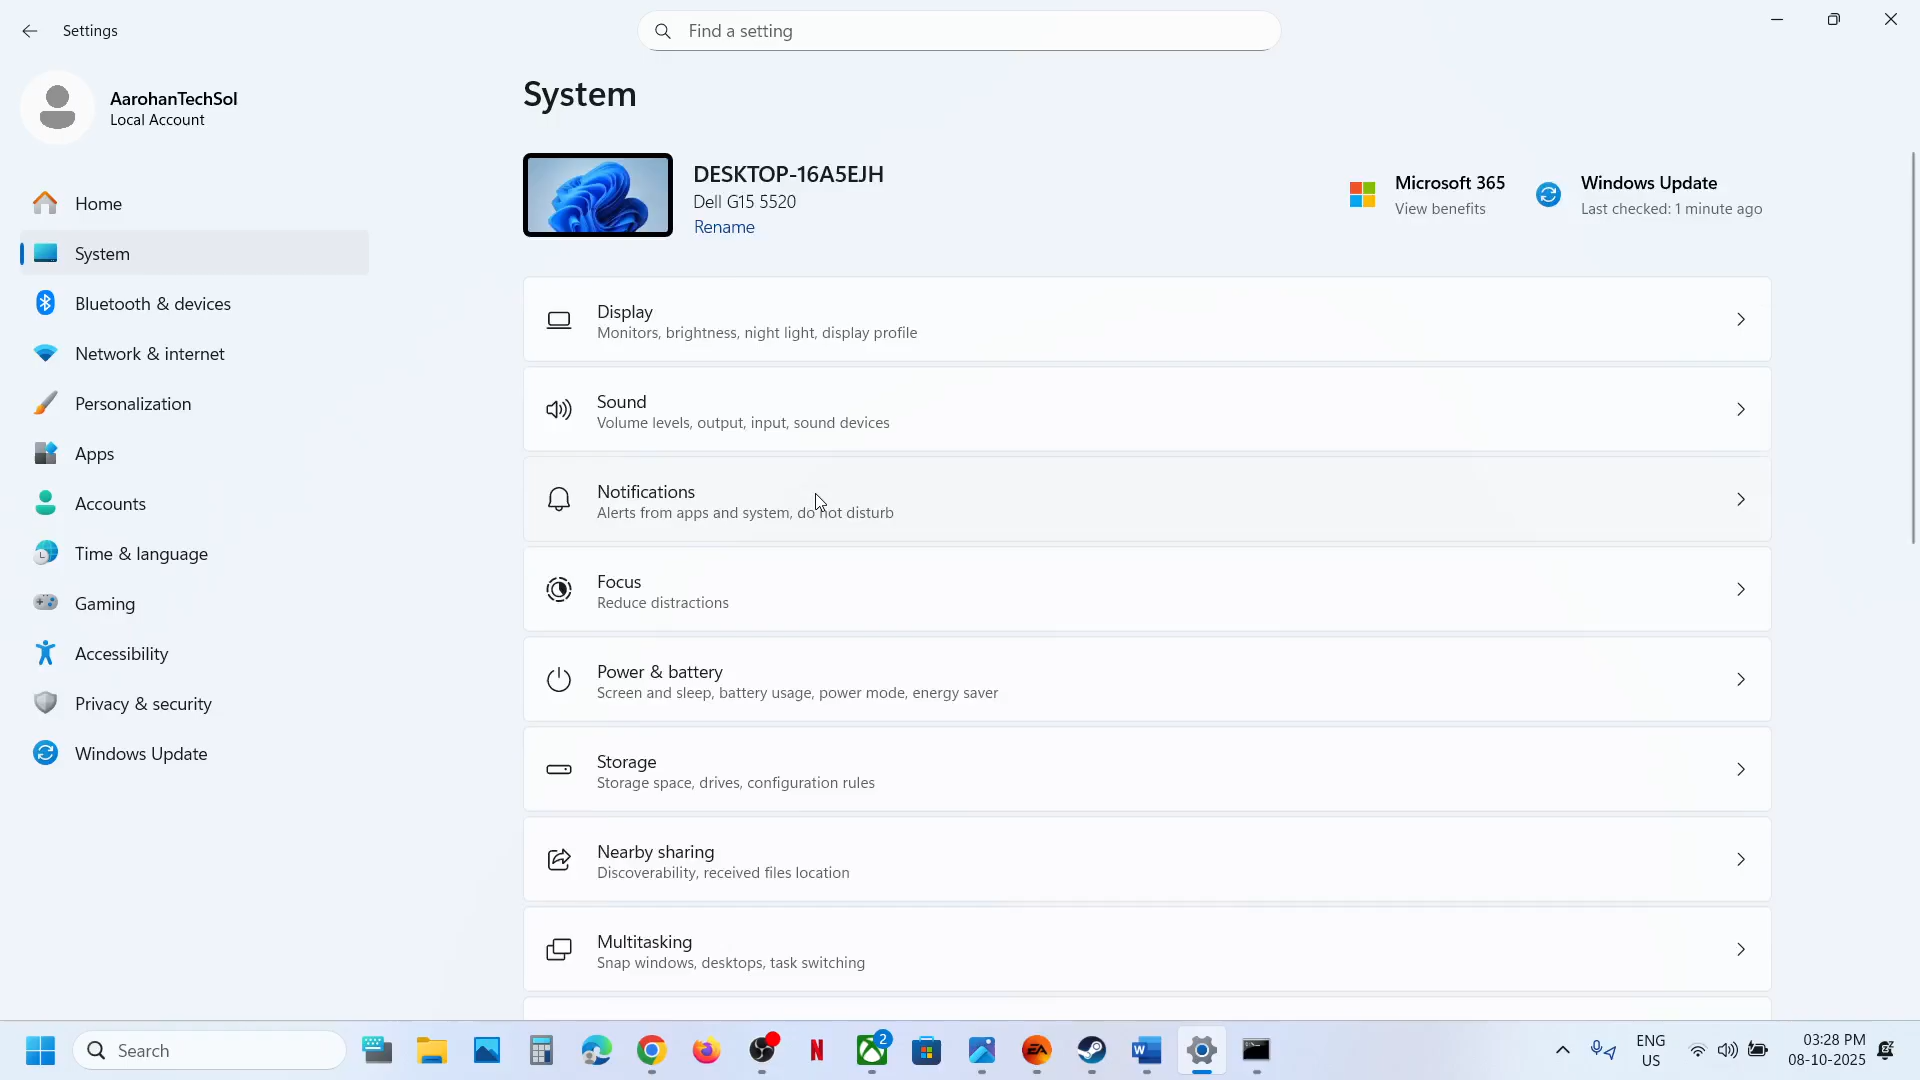 Settings
Find a setting
AarohanTechSol
Local Account
Home
System
Bluetooth & devices
Network & internet
Personalization
Apps
Accounts
Time & language
Gaming
Accessibility
Privacy & security
Windows Update
System
DESKTOP-16A5EJH
Dell G15 5520
Rename
Microsoft 365
View benefits
Windows Update
Last checked: 1 minute ago
Display
Monitors, brightness, night light, display profile
Sound
Volume levels, output, input, sound devices
Notifications
Alerts from apps and system, do not disturb
Focus
Reduce distractions
Power & battery
Screen and sleep, battery usage, power mode, energy saver
Storage
Storage space, drives, configuration rules
Nearby sharing
Discoverability, received files location
Multitasking
Snap windows, desktops, task switching
Search
2
ENG
US
03:28 PM
08-10-2025